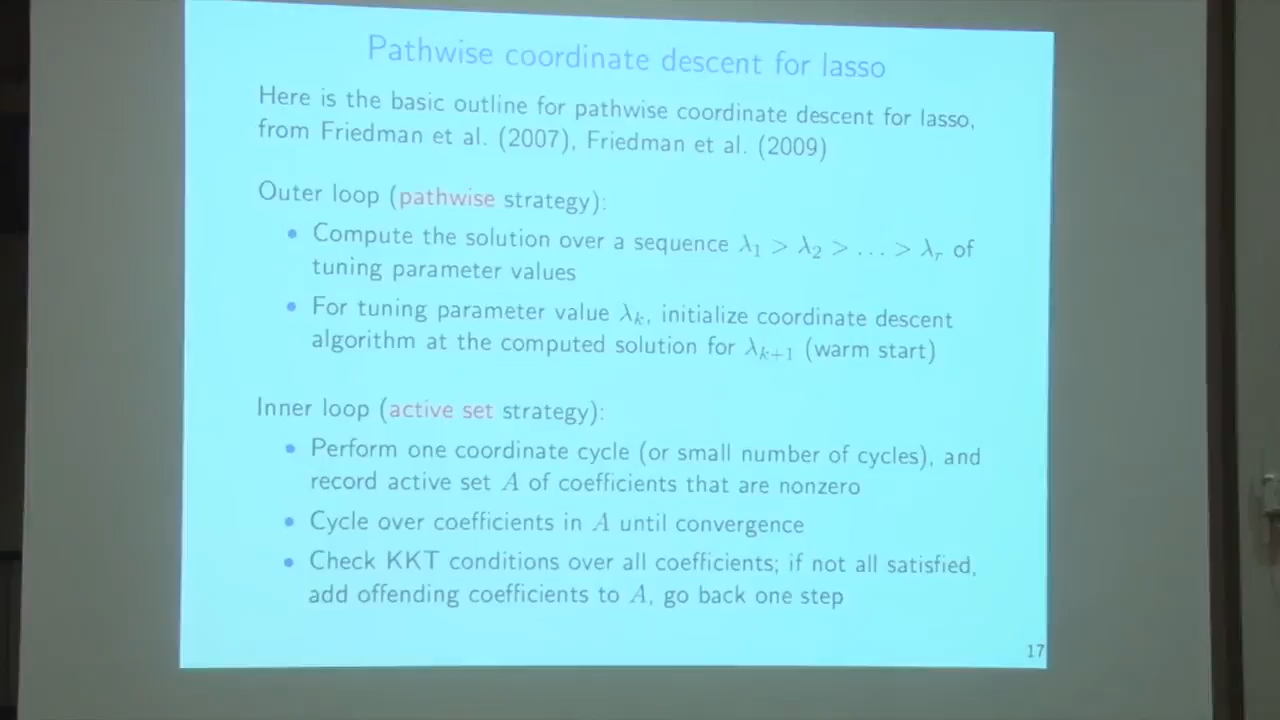 Pathwise coordinate descent for lasso
Here is the basic outline for pathwise coordinate descent for lasso,
from Friedman et al. (2007), Friedman et al. (2009)
Outer loop (pathwise strategy):
• Compute the solution over a sequence λ₁ > λ₂ > … > λᵣ of
tuning parameter values
• For tuning parameter value λₖ, initialize coordinate descent
algorithm at the computed solution for λₖ₊₁ (warm start)
Inner loop (active set strategy):
• Perform one coordinate cycle (or small number of cycles), and
record active set A of coefficients that are nonzero
• Cycle over coefficients in A until convergence
• Check KKT conditions over all coefficients; if not all satisfied,
add offending coefficients to A, go back one step
17